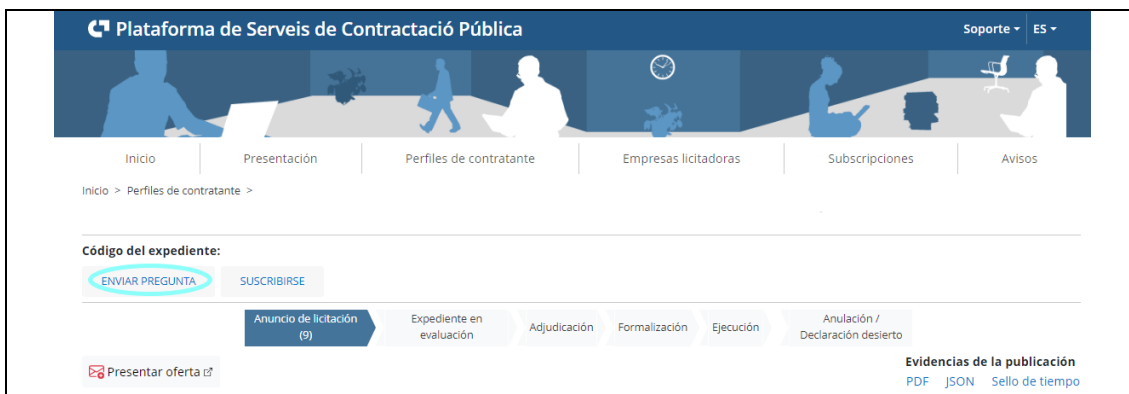 Plataforma de Serveis de Contractació Pública
Soporte ES
Inicio Presentación Perfiles de contratante Empresas licitadoras Subscripciones Avisos
Inicio > Perfiles de contratante >
Código del expediente:
ENVIAR PREGUNTA SUSCRIBIRSE
Anuncio de licitación
(9)
Expediente en
evaluación
Adjudicación
Formalización
Ejecución
Anulación /
Declaración desierto
Presentar oferta
Evidencias de la publicación
PDF JSON Sello de tiempo